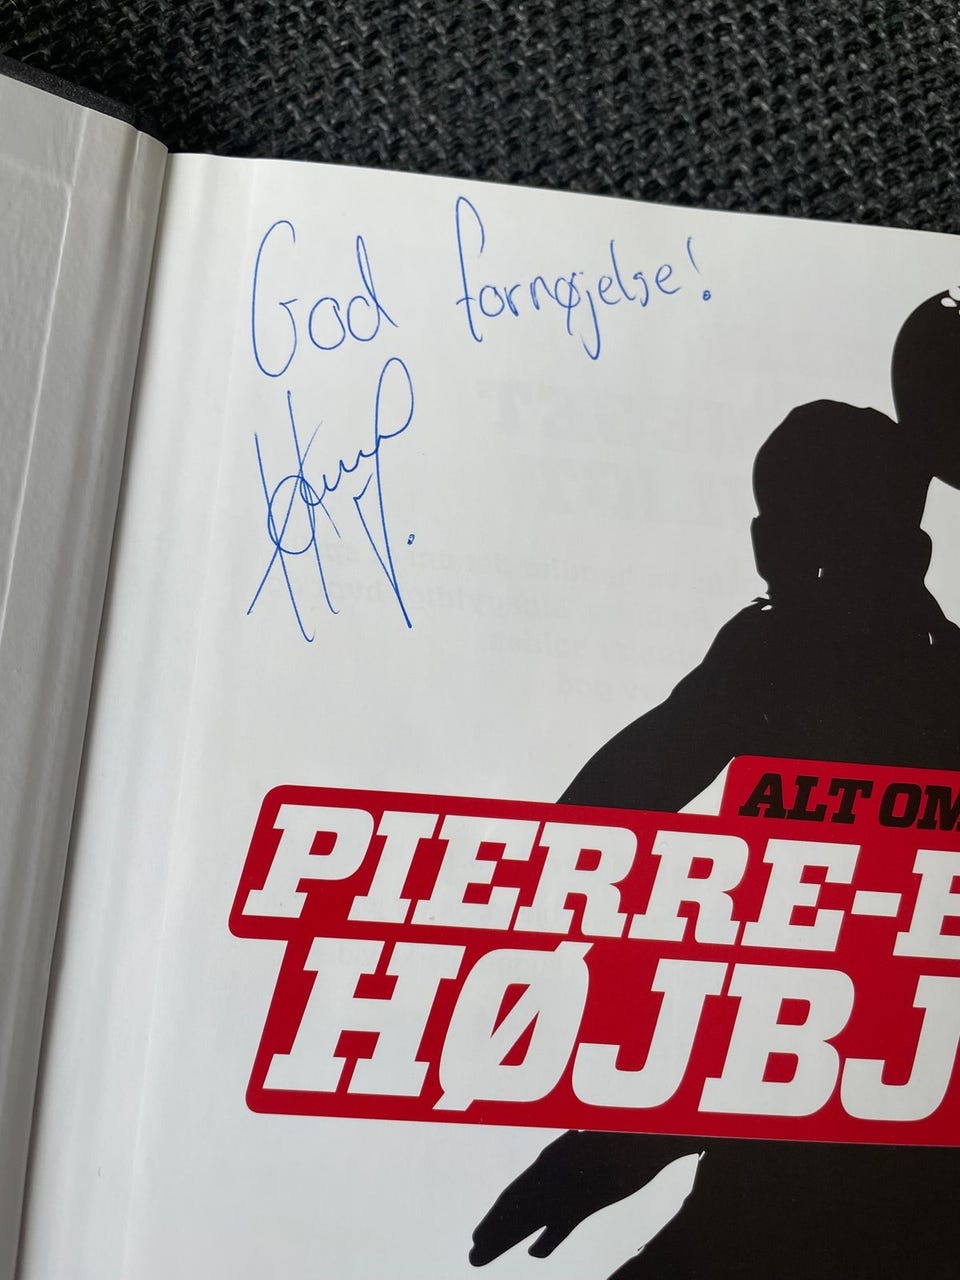 God fornøjelse!
ALT OM
PIERRE-E
HØJBJ